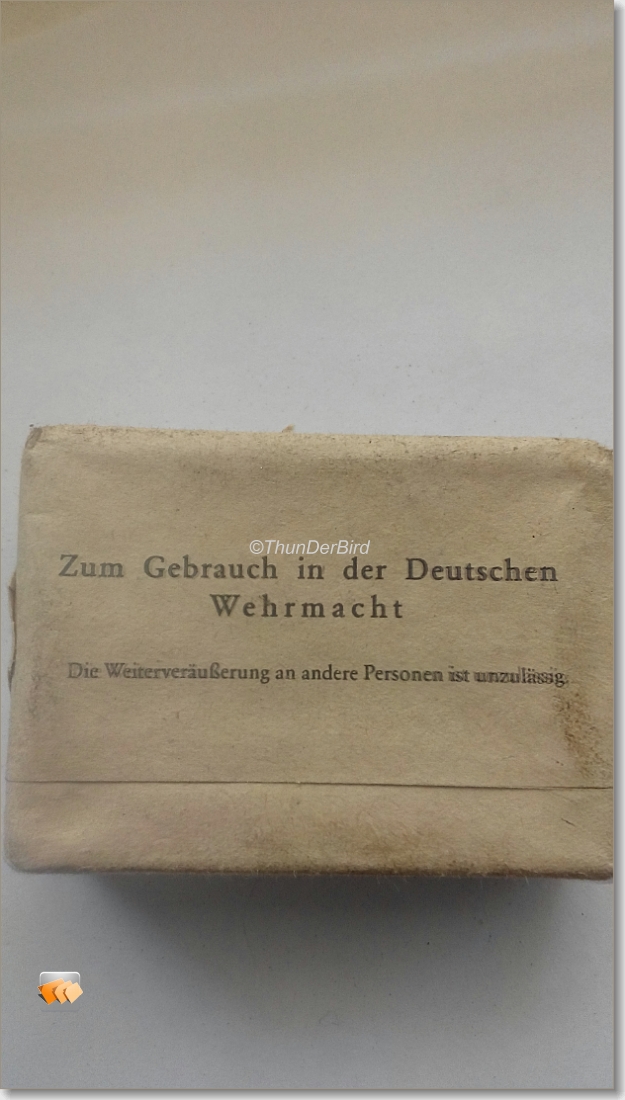 ©ThunDerBird
Zum Gebrauch in der Deutschen
Wehrmacht
Die Weiterveräußerung an andere Personen ist unzulässig.